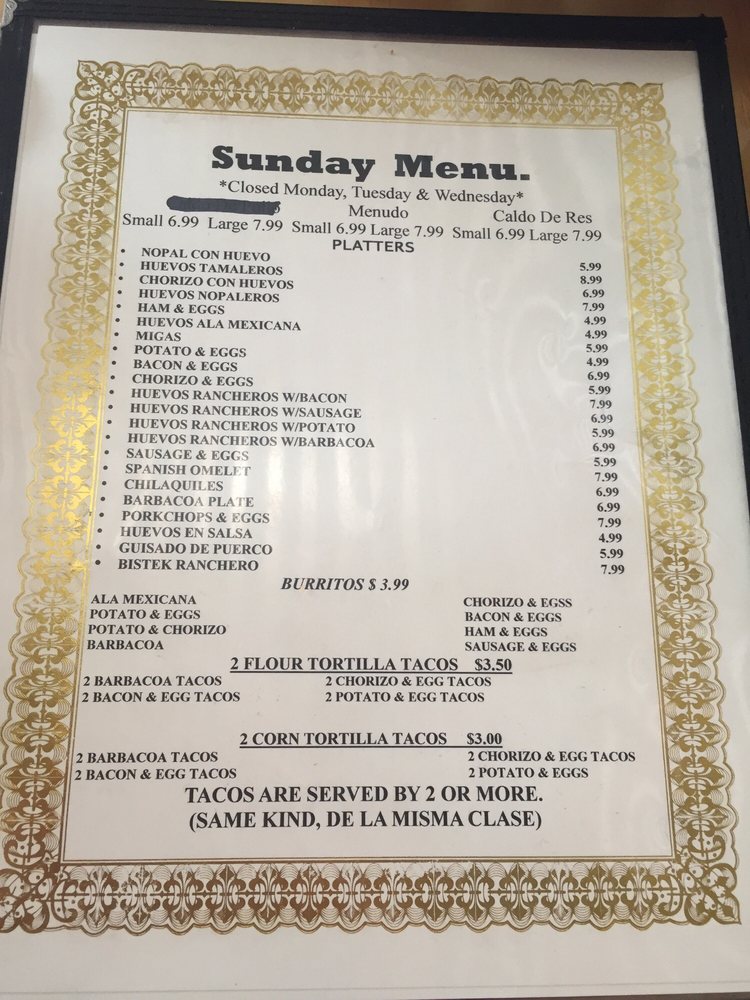 Sunday Menu.
*Closed Monday, Tuesday & Wednesday*
Menudo Caldo De Res
Small 6.99 Large 7.99 Small 6.99 Large 7.99 Small 6.99 Large 7.99
PLATTERS
• NOPAL CON HUEVO 5.99
• HUEVOS TAMALEROS 8.99
• CHORIZO CON HUEVOS 6.99
• HUEVOS NOPALEROS 7.99
• HAM & EGGS 4.99
• HUEVOS ALA MEXICANA 4.99
• MIGAS 5.99
• POTATO & EGGS 4.99
• BACON & EGGS 6.99
• CHORIZO & EGGS 5.99
• HUEVOS RANCHEROS W/BACON 7.99
• HUEVOS RANCHEROS W/SAUSAGE 6.99
• HUEVOS RANCHEROS W/POTATO 5.99
• HUEVOS RANCHEROS W/BARBACOA 6.99
• SAUSAGE & EGGS 5.99
• SPANISH OMELET 7.99
• CHILAQUILES 6.99
• BARBACOA PLATE 6.99
• PORKCHOPS & EGGS 7.99
• HUEVOS EN SALSA 4.99
• GUISADO DE PUERCO 5.99
• BISTEK RANCHERO 7.99
BURRITOS $ 3.99
ALA MEXICANA CHORIZO & EGSS
POTATO & EGGS BACON & EGGS
POTATO & CHORIZO HAM & EGGS
BARBACOA SAUSAGE & EGGS
2 FLOUR TORTILLA TACOS $3.50
2 BARBACOA TACOS 2 CHORIZO & EGG TACOS
2 BACON & EGG TACOS 2 POTATO & EGG TACOS
2 CORN TORTILLA TACOS $3.00
2 BARBACOA TACOS 2 CHORIZO & EGG TACOS
2 BACON & EGG TACOS 2 POTATO & EGGS
TACOS ARE SERVED BY 2 OR MORE.
(SAME KIND, DE LA MISMA CLASE)